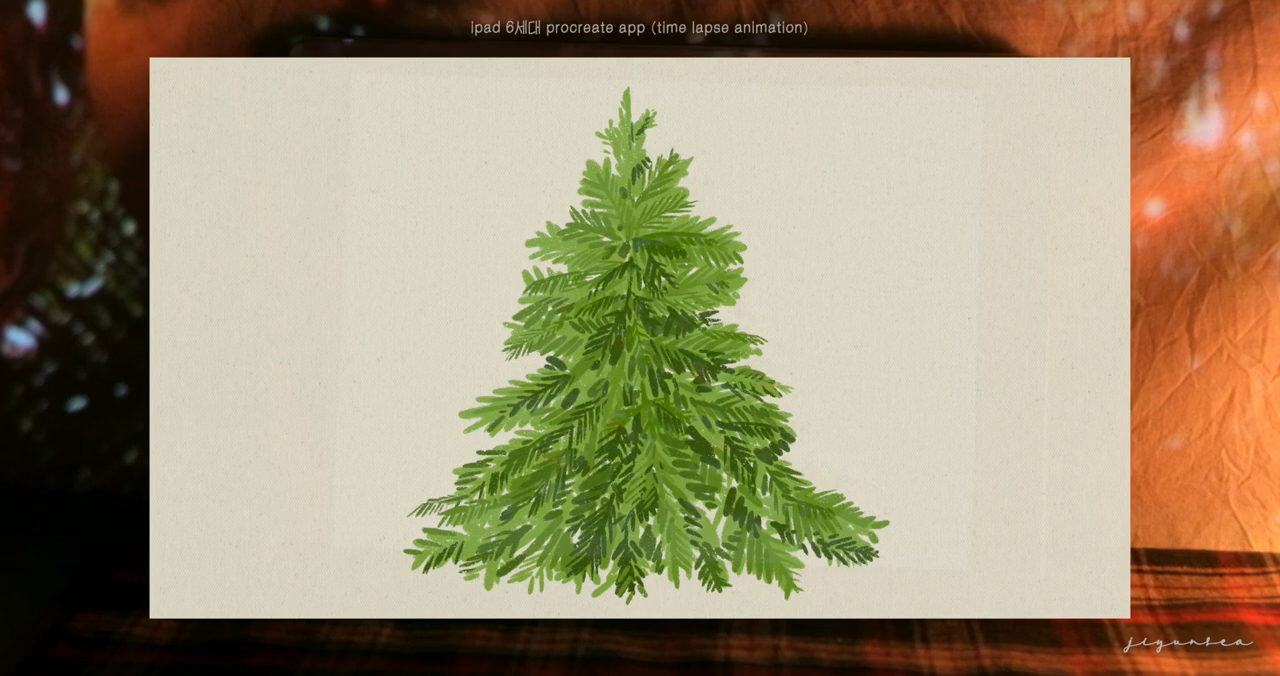 ipad 6세대 procreate app (time lapse animation)
jiyunsea